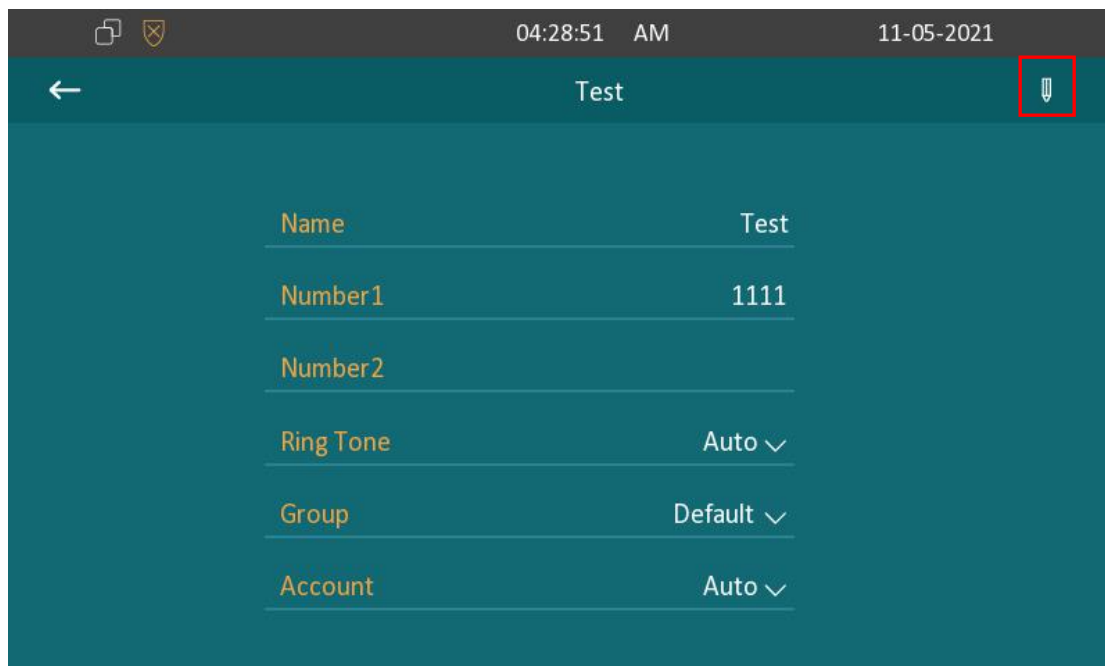 04:28:51 AM 11-05-2021
Test
Name Test
Number1 1111
Number2
Ring Tone Auto
Group Default
Account Auto